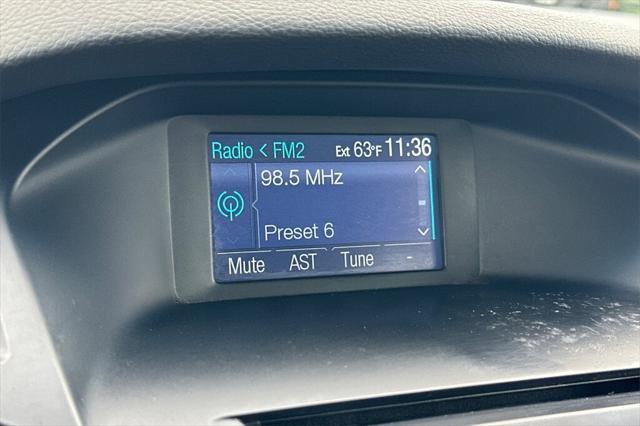 Radio < FM2 Ext 63°F 11:36
98.5 MHz
Preset 6
Mute AST Tune -